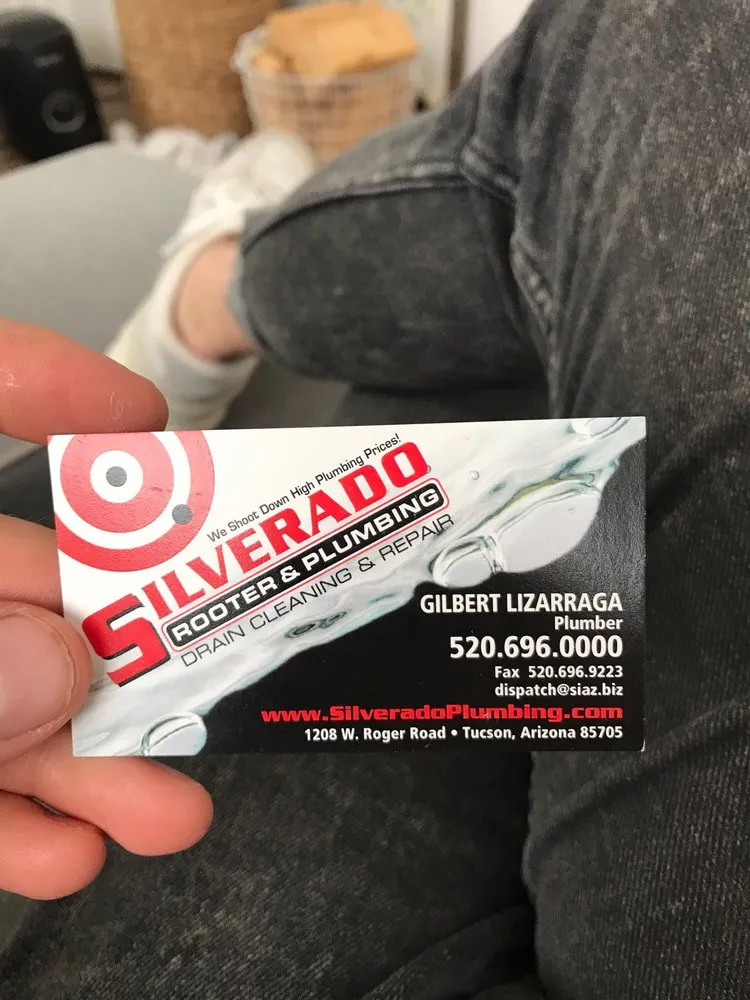 We Shoot Down High Plumbing Prices!
SILVERADO
ROOTER & PLUMBING
DRAIN CLEANING & REPAIR
GILBERT LIZARRAGA
Plumber
520.696.0000
Fax 520.696.9223
dispatch@siaz.biz
www.SilveradoPlumbing.com
1208 W. Roger Road • Tucson, Arizona 85705